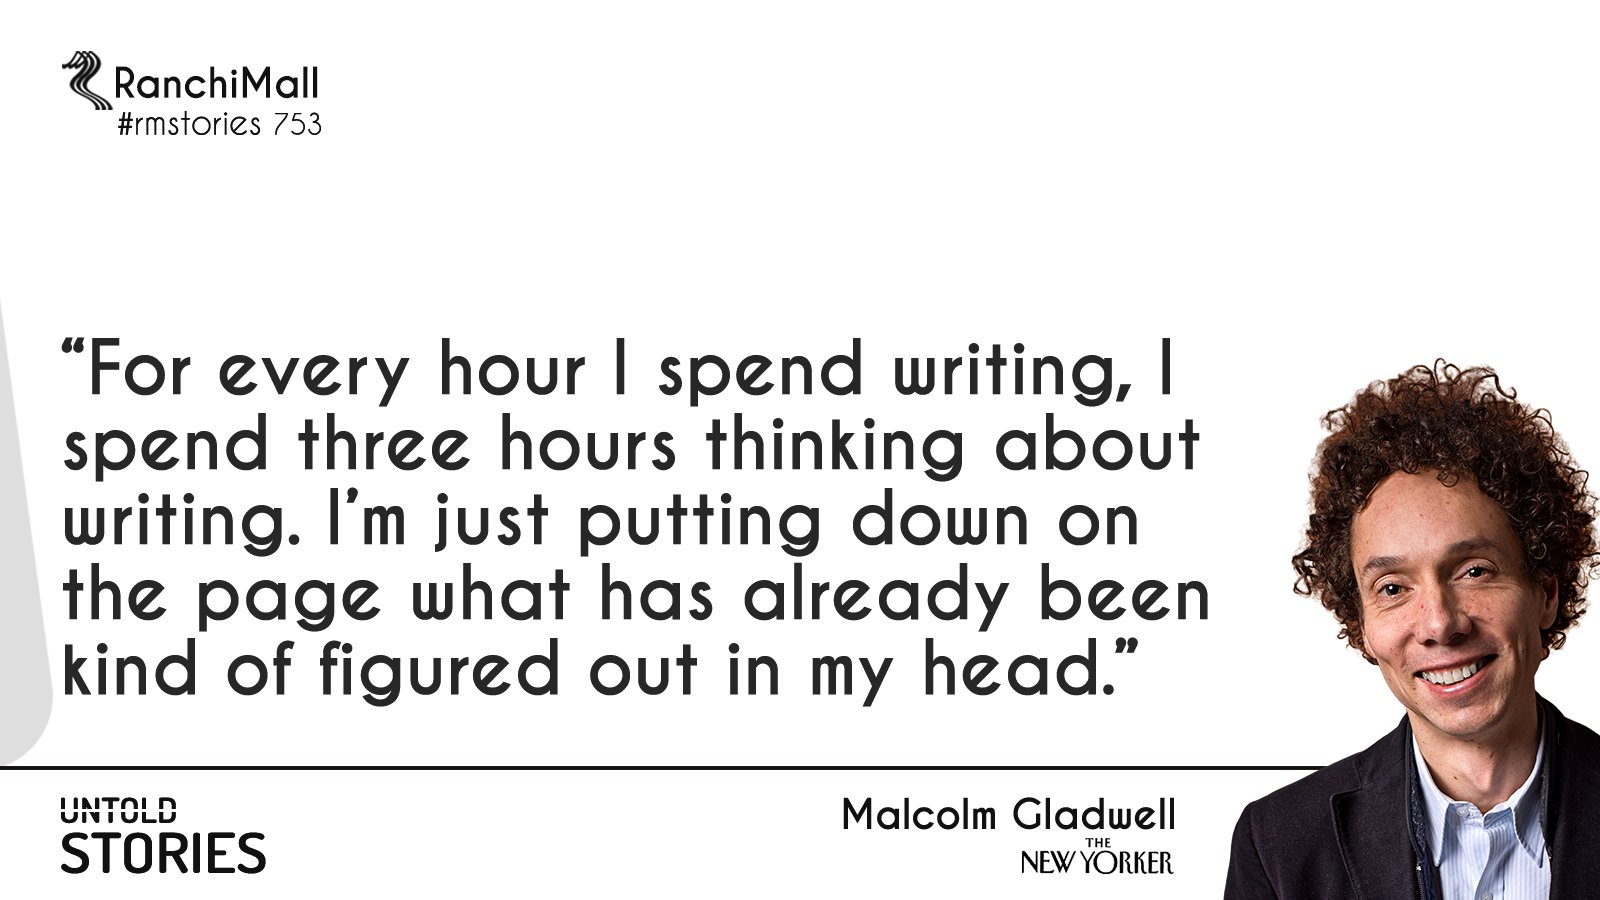 RanchiMall
#rmstories 753
“For every hour I spend writing, I
spend three hours thinking about
writing. I’m just putting down on
the page what has already been
kind of figured out in my head.”
UNTOLD
STORIES
Malcolm Gladwell
THE
NEW YORKER